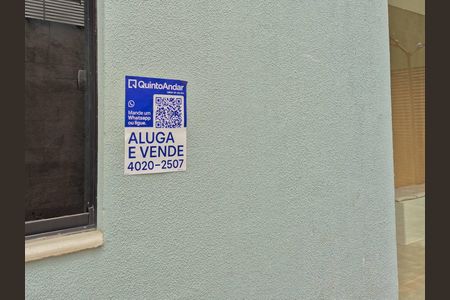 QuintoAndar
Mande um
Whatsapp
ou ligue.
ALUGA
E VENDE
4020-2507